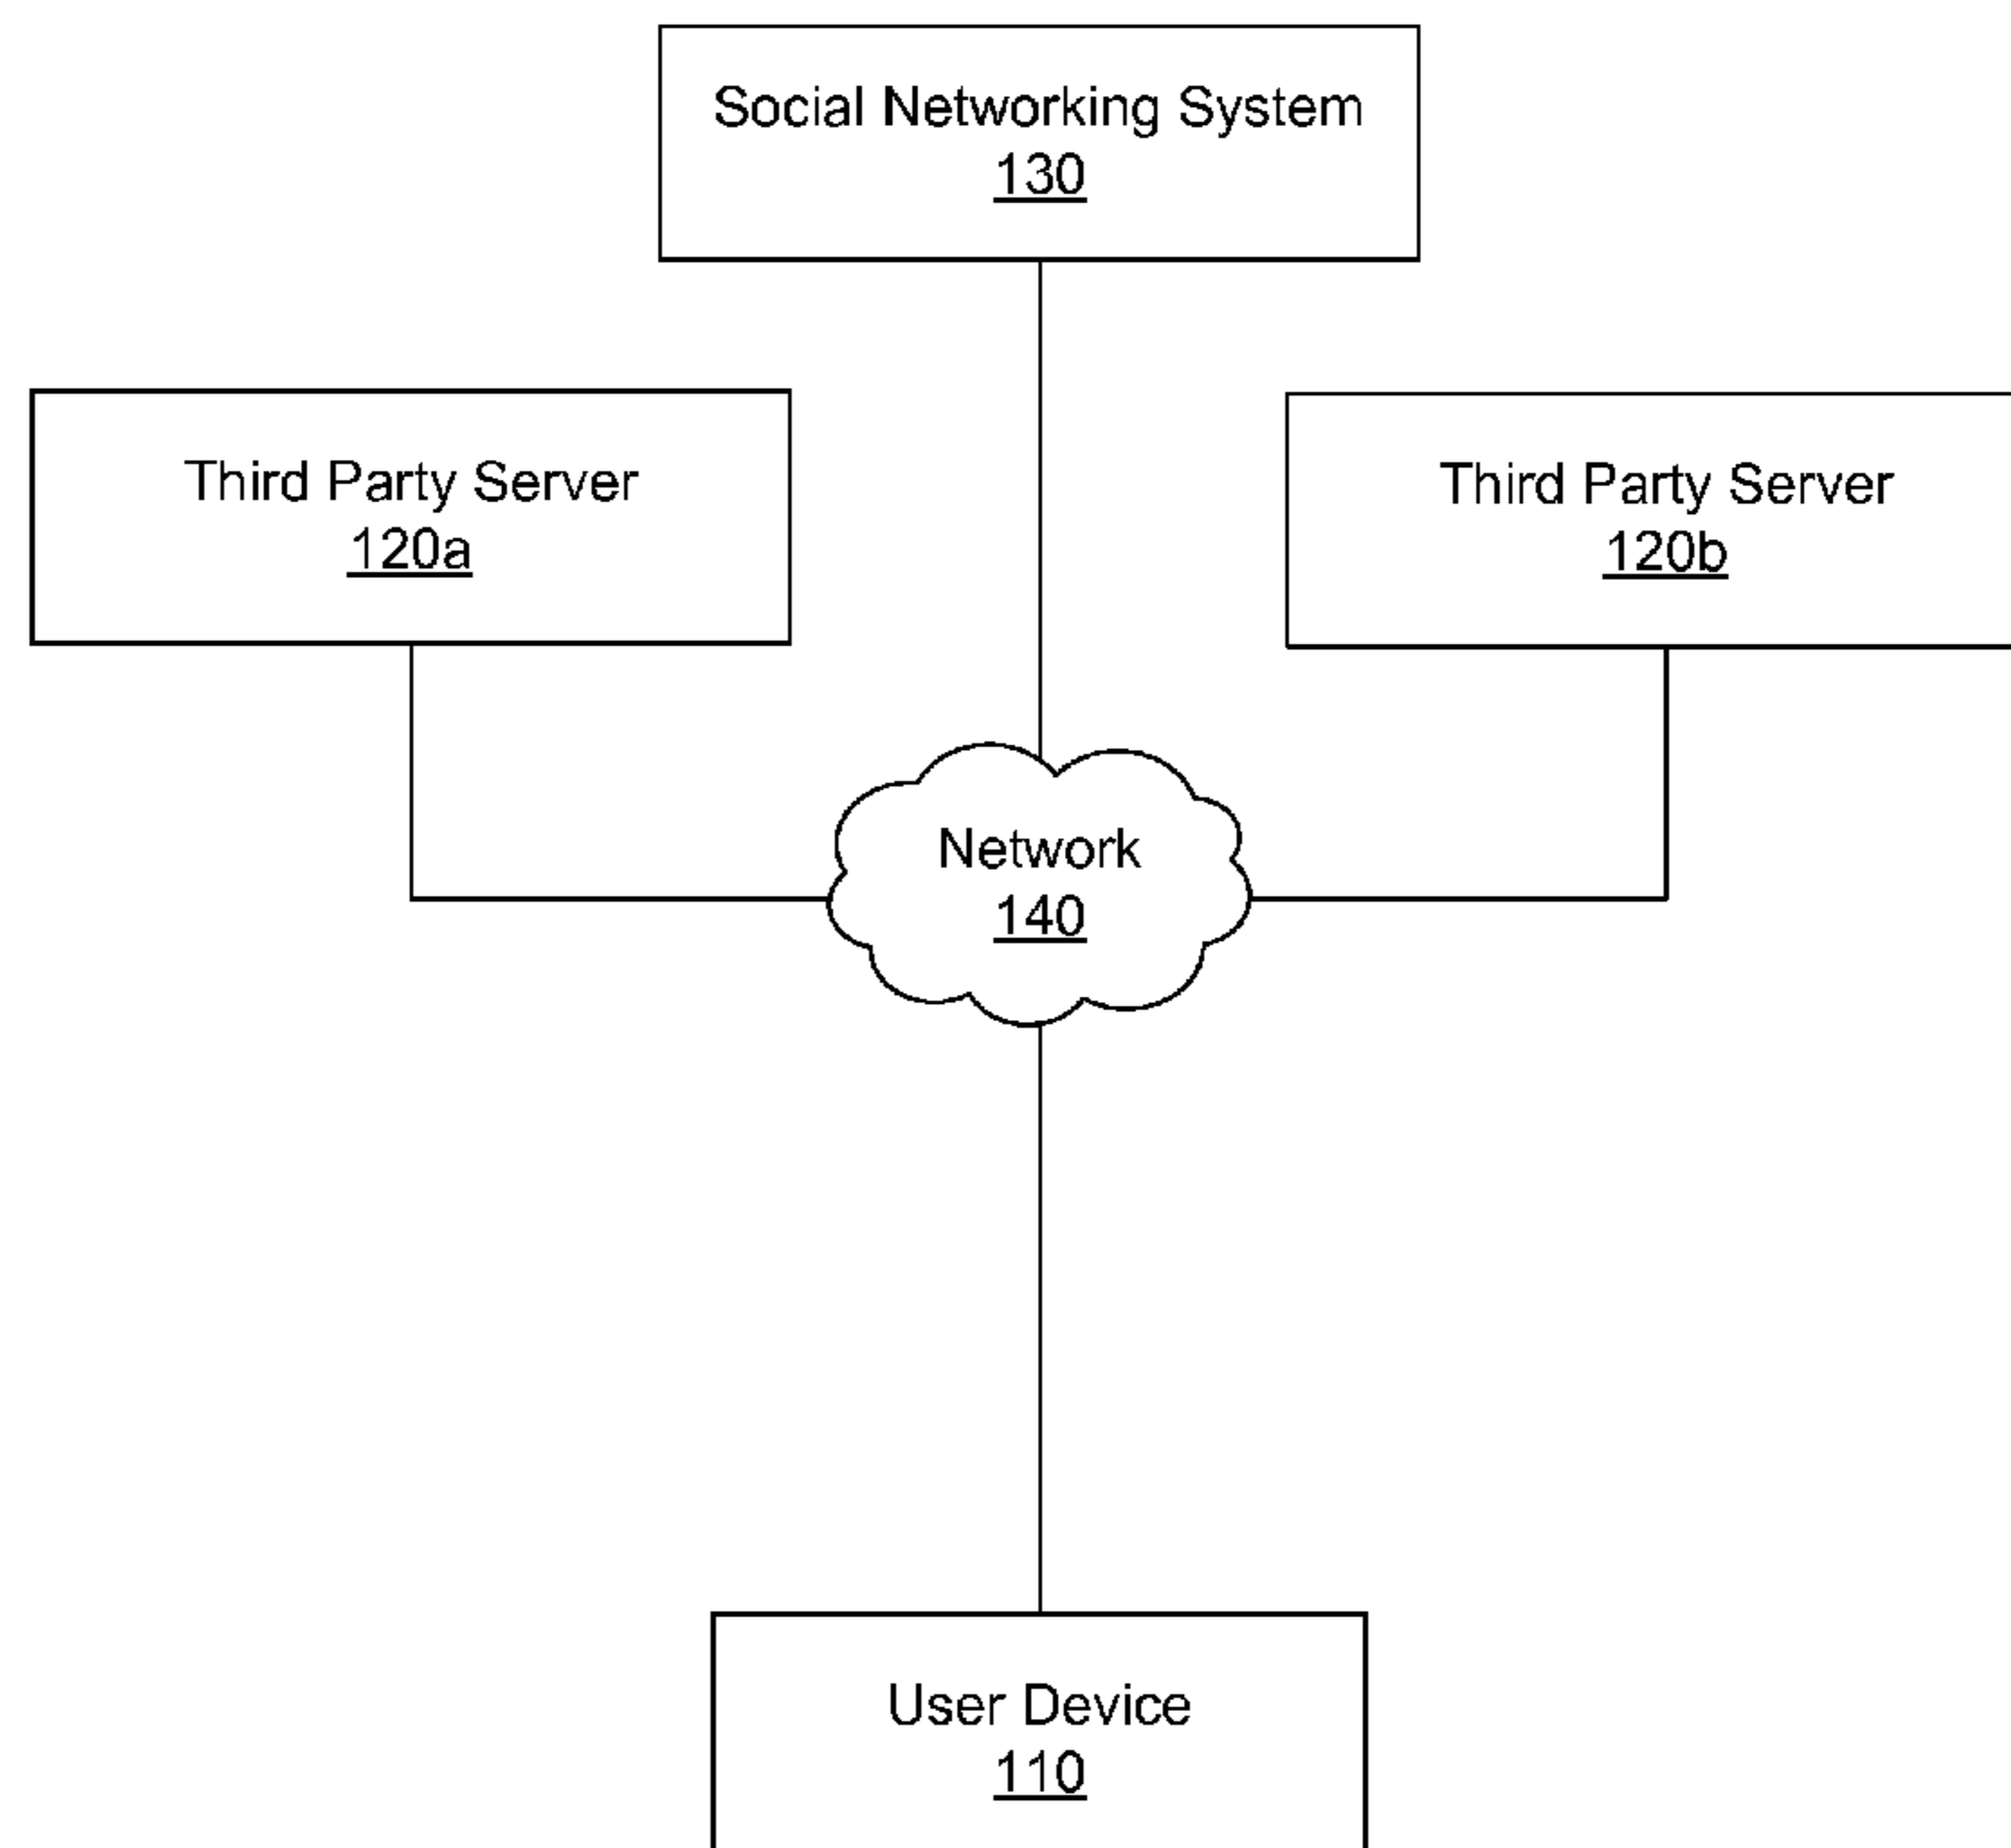 Social Networking System
130
Third Party Server
120a
Third Party Server
120b
Network
140
User Device
110